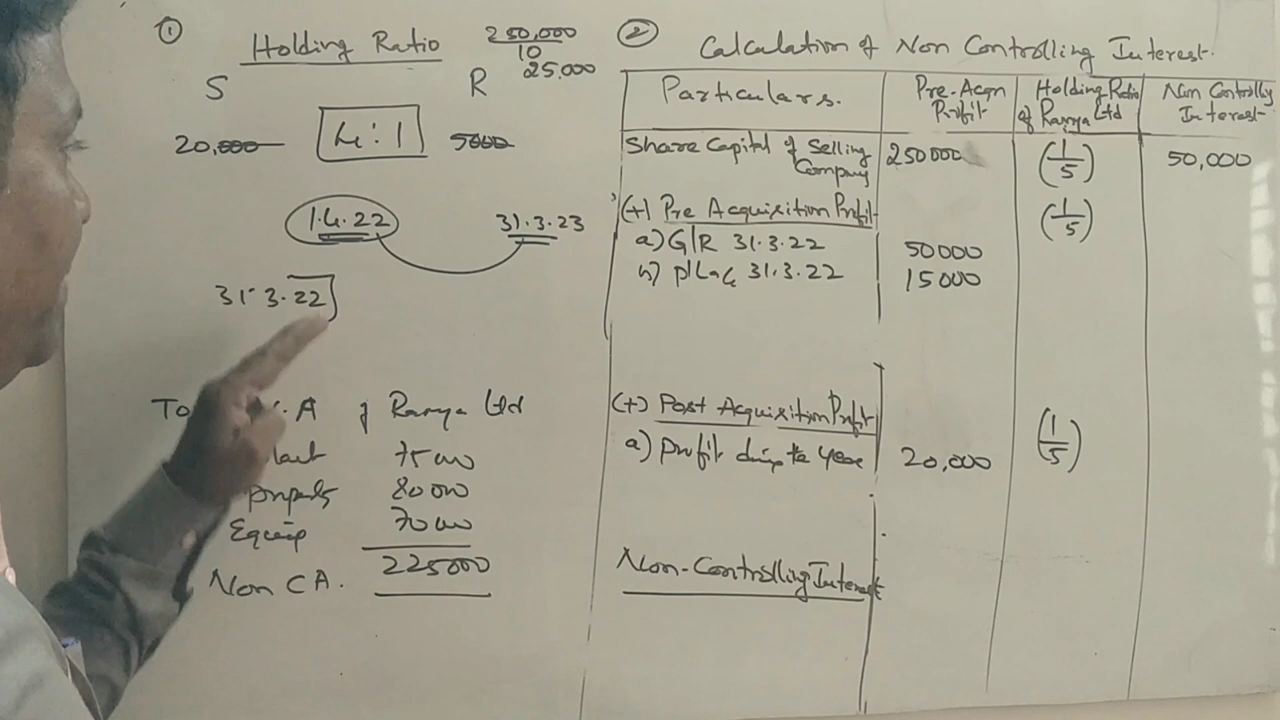 ①
Holding Ratio
250,000
10
25,000
S
R
20,000
4:1
5000
1.4.22
31.3.23
31.3.22
To
.A of Ramya Ltd
75000
80000
Equip 70000
Non CA. 225000
② Calculation of Non Controlling Interest.
Particulars.
Pre-Acqn Profit
Holding Ratio of Ramya Ltd
Non Controlling Interest
Share Capital of Selling Company 250000 (1/5) 50,000
(+) Pre Acquisition Profit (1/5)
a) G/R 31.3.22 50000
b) P/L a/c 31.3.22 15000
(+) Post Acquisition Profit (1/5)
a) Profit during the year 20,000
Non-Controlling Interest